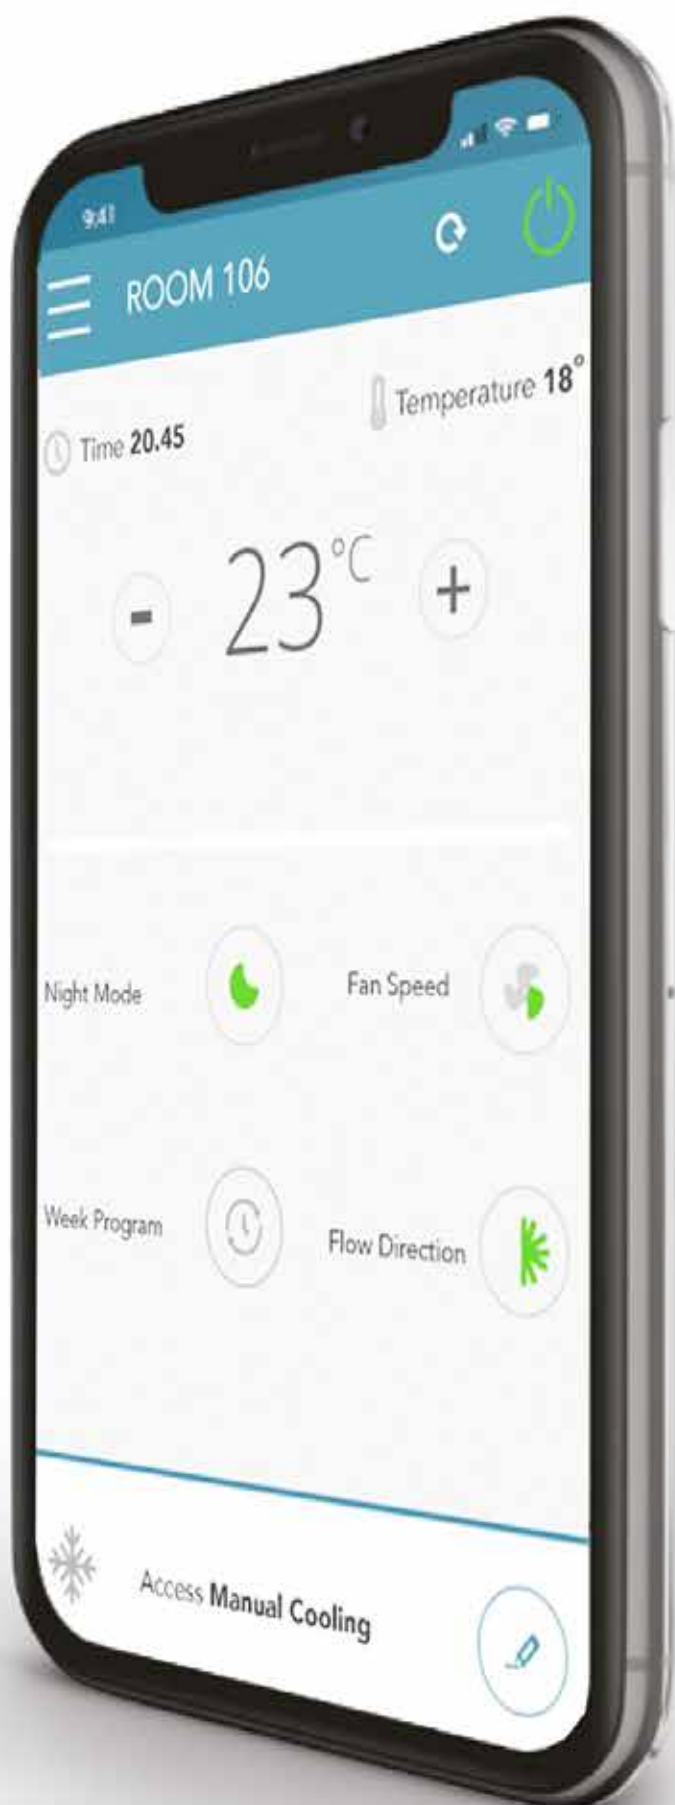 9:41
ROOM 106
Time 20.45
Temperature 18°
- 23 °C +
Night Mode
Fan Speed
Week Program
Flow Direction
Access Manual Cooling